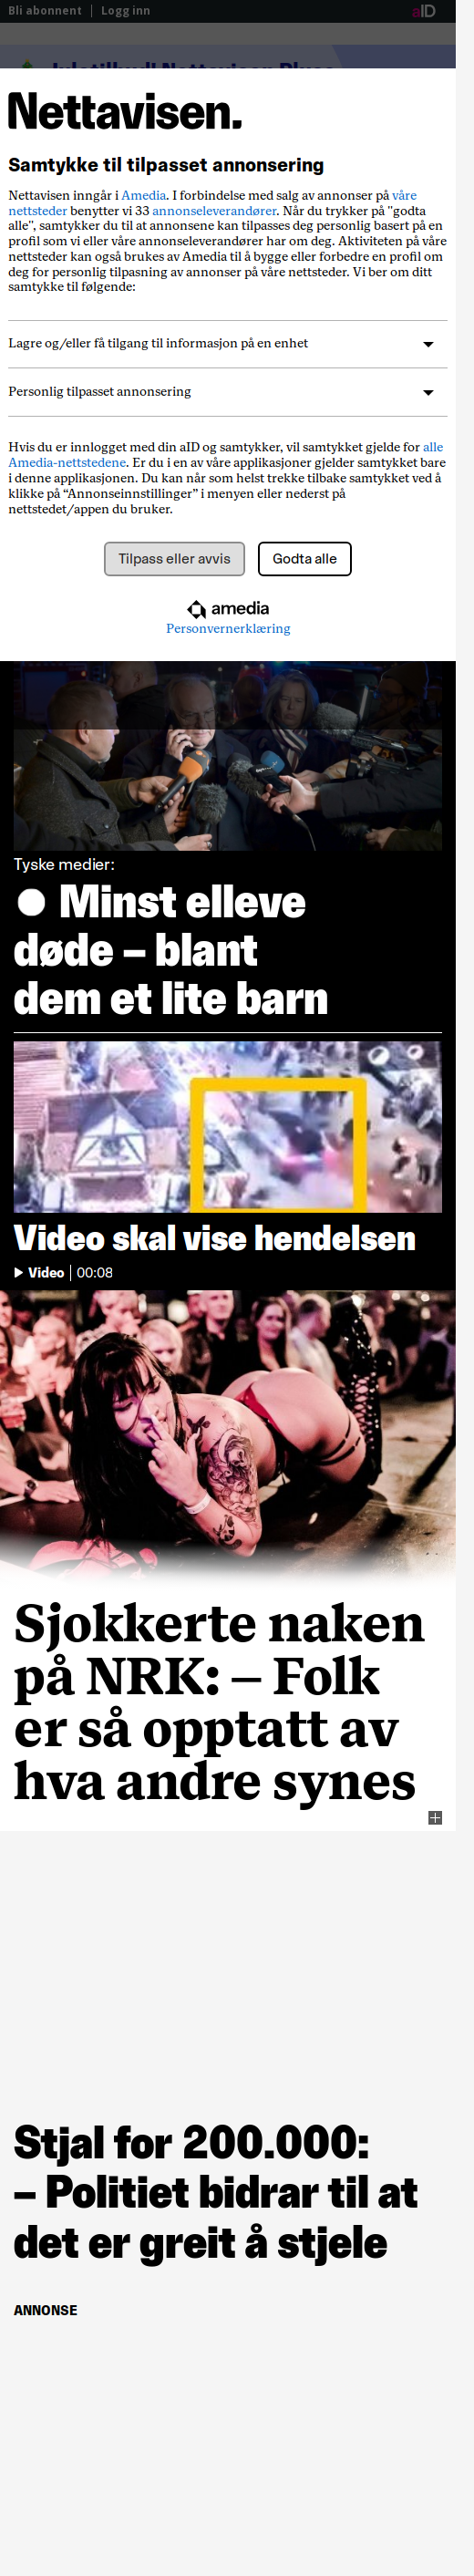 Bli abonnent
Logg inn
aID
Juletilbud! Nettavisen Pluss
Nettavisen.
Samtykke til tilpasset annonsering
Nettavisen inngår i Amedia. I forbindelse med salg av annonser på våre
nettsteder benytter vi 33 annonseleverandører. Når du trykker på "godta
alle", samtykker du til at annonsene kan tilpasses deg personlig basert på en
profil som vi eller våre annonseleverandører har om deg. Aktiviteten på våre
nettsteder kan også brukes av Amedia til å bygge eller forbedre en profil om
deg for personlig tilpasning av annonser på våre nettsteder. Vi ber om ditt
samtykke til følgende:
Lagre og/eller få tilgang til informasjon på en enhet
Personlig tilpasset annonsering
Hvis du er innlogget med din aID og samtykker, vil samtykket gjelde for alle
Amedia-nettstedene. Er du i en av våre applikasjoner gjelder samtykket bare
i denne applikasjonen. Du kan når som helst trekke tilbake samtykket ved å
klikke på “Annonseinnstillinger” i menyen eller nederst på
nettstedet/appen du bruker.
Tilpass eller avvis
Godta alle
amedia
Personvernerklæring
Tyske medier:
Minst elleve
døde – blant
dem et lite barn
Video skal vise hendelsen
Video
00:08
Sjokkerte naken
på NRK: – Folk
er så opptatt av
hva andre synes
Stjal for 200.000:
– Politiet bidrar til at
det er greit å stjele
ANNONSE